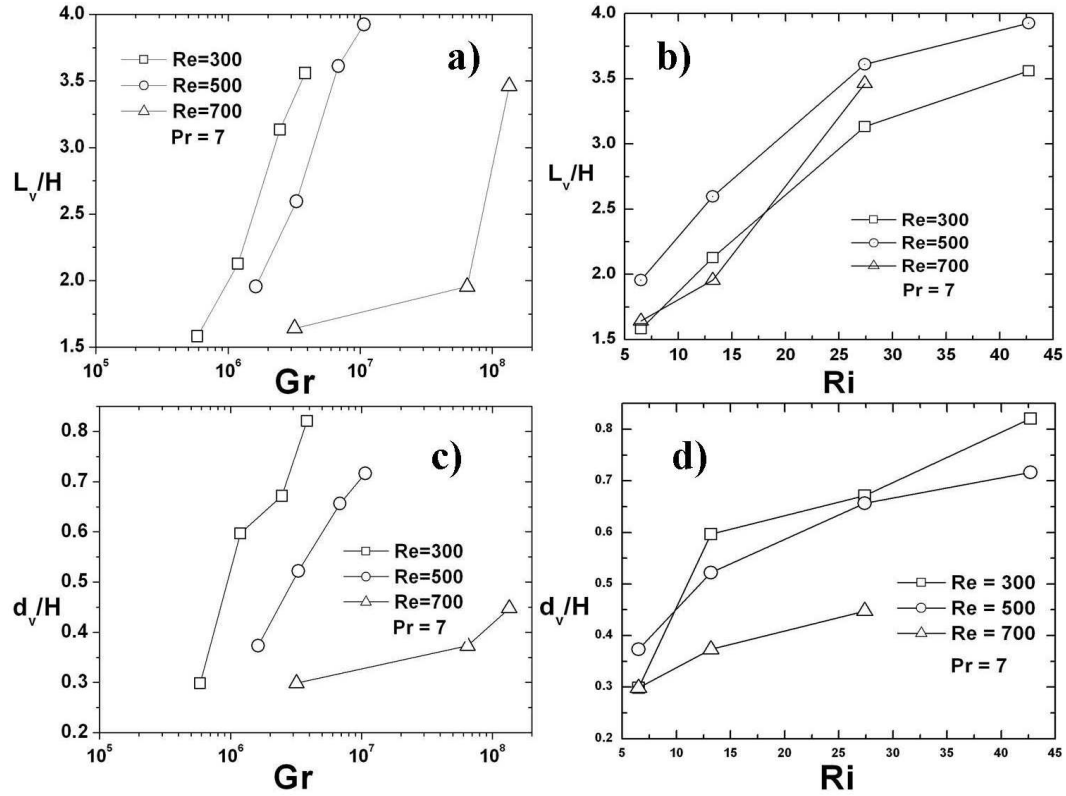 a)
4.0
3.5
3.0
2.5
2.0
1.5
L_v/H
Re=300
Re=500
Re=700
Pr = 7
10^5
10^6
10^7
10^8
Gr
b)
4.0
3.5
3.0
2.5
2.0
1.5
L_v/H
Re=300
Re=500
Re=700
Pr = 7
5
10
15
20
25
30
35
40
45
Ri
c)
0.8
0.7
0.6
0.5
0.4
0.3
0.2
d_v/H
Re=300
Re=500
Re=700
Pr = 7
10^5
10^6
10^7
10^8
Gr
d)
0.8
0.7
0.6
0.5
0.4
0.3
0.2
d_v/H
Re = 300
Re = 500
Re = 700
Pr = 7
5
10
15
20
25
30
35
40
45
Ri